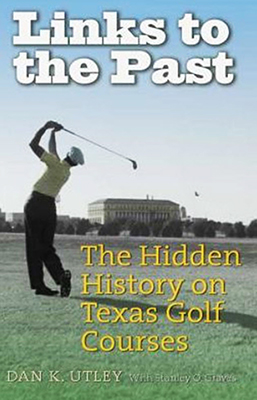 Links to
the Past
The Hidden
History on
Texas Golf
Courses
DAN K. UTLEY With Stanley O. Graves